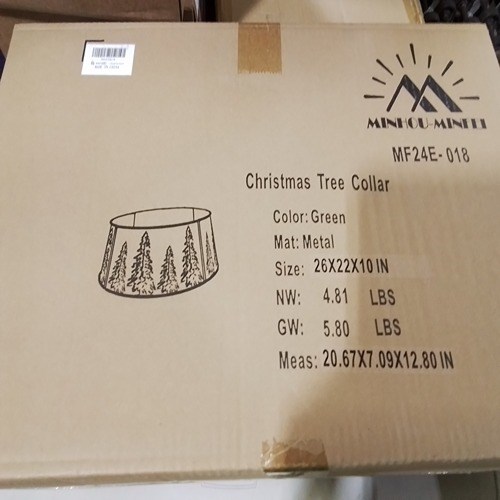 MINHOU-MINELI
MF24E-018
Christmas Tree Collar
Color: Green
Mat: Metal
Size: 26X22X10 IN
NW: 4.81 LBS
GW: 5.80 LBS
Meas: 20.67X7.09X12.80 IN